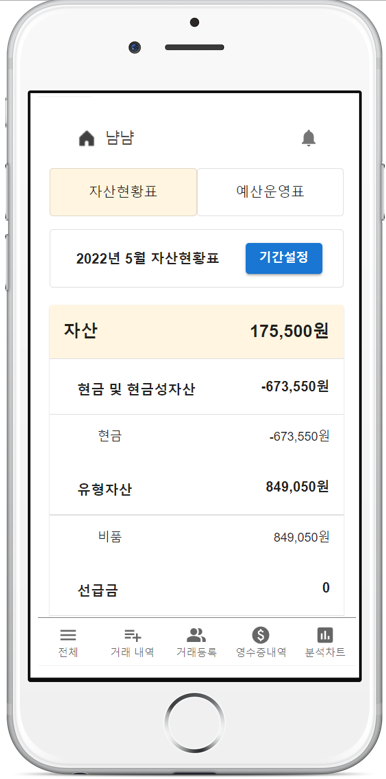 냠냠
자산현황표 예산운영표
2022년 5월 자산현황표 기간설정
자산 175,500원
현금 및 현금성자산 -673,550원
현금 -673,550원
유형자산 849,050원
비품 849,050원
선급금 0
전체 거래 내역 거래등록 영수증내역 분석차트